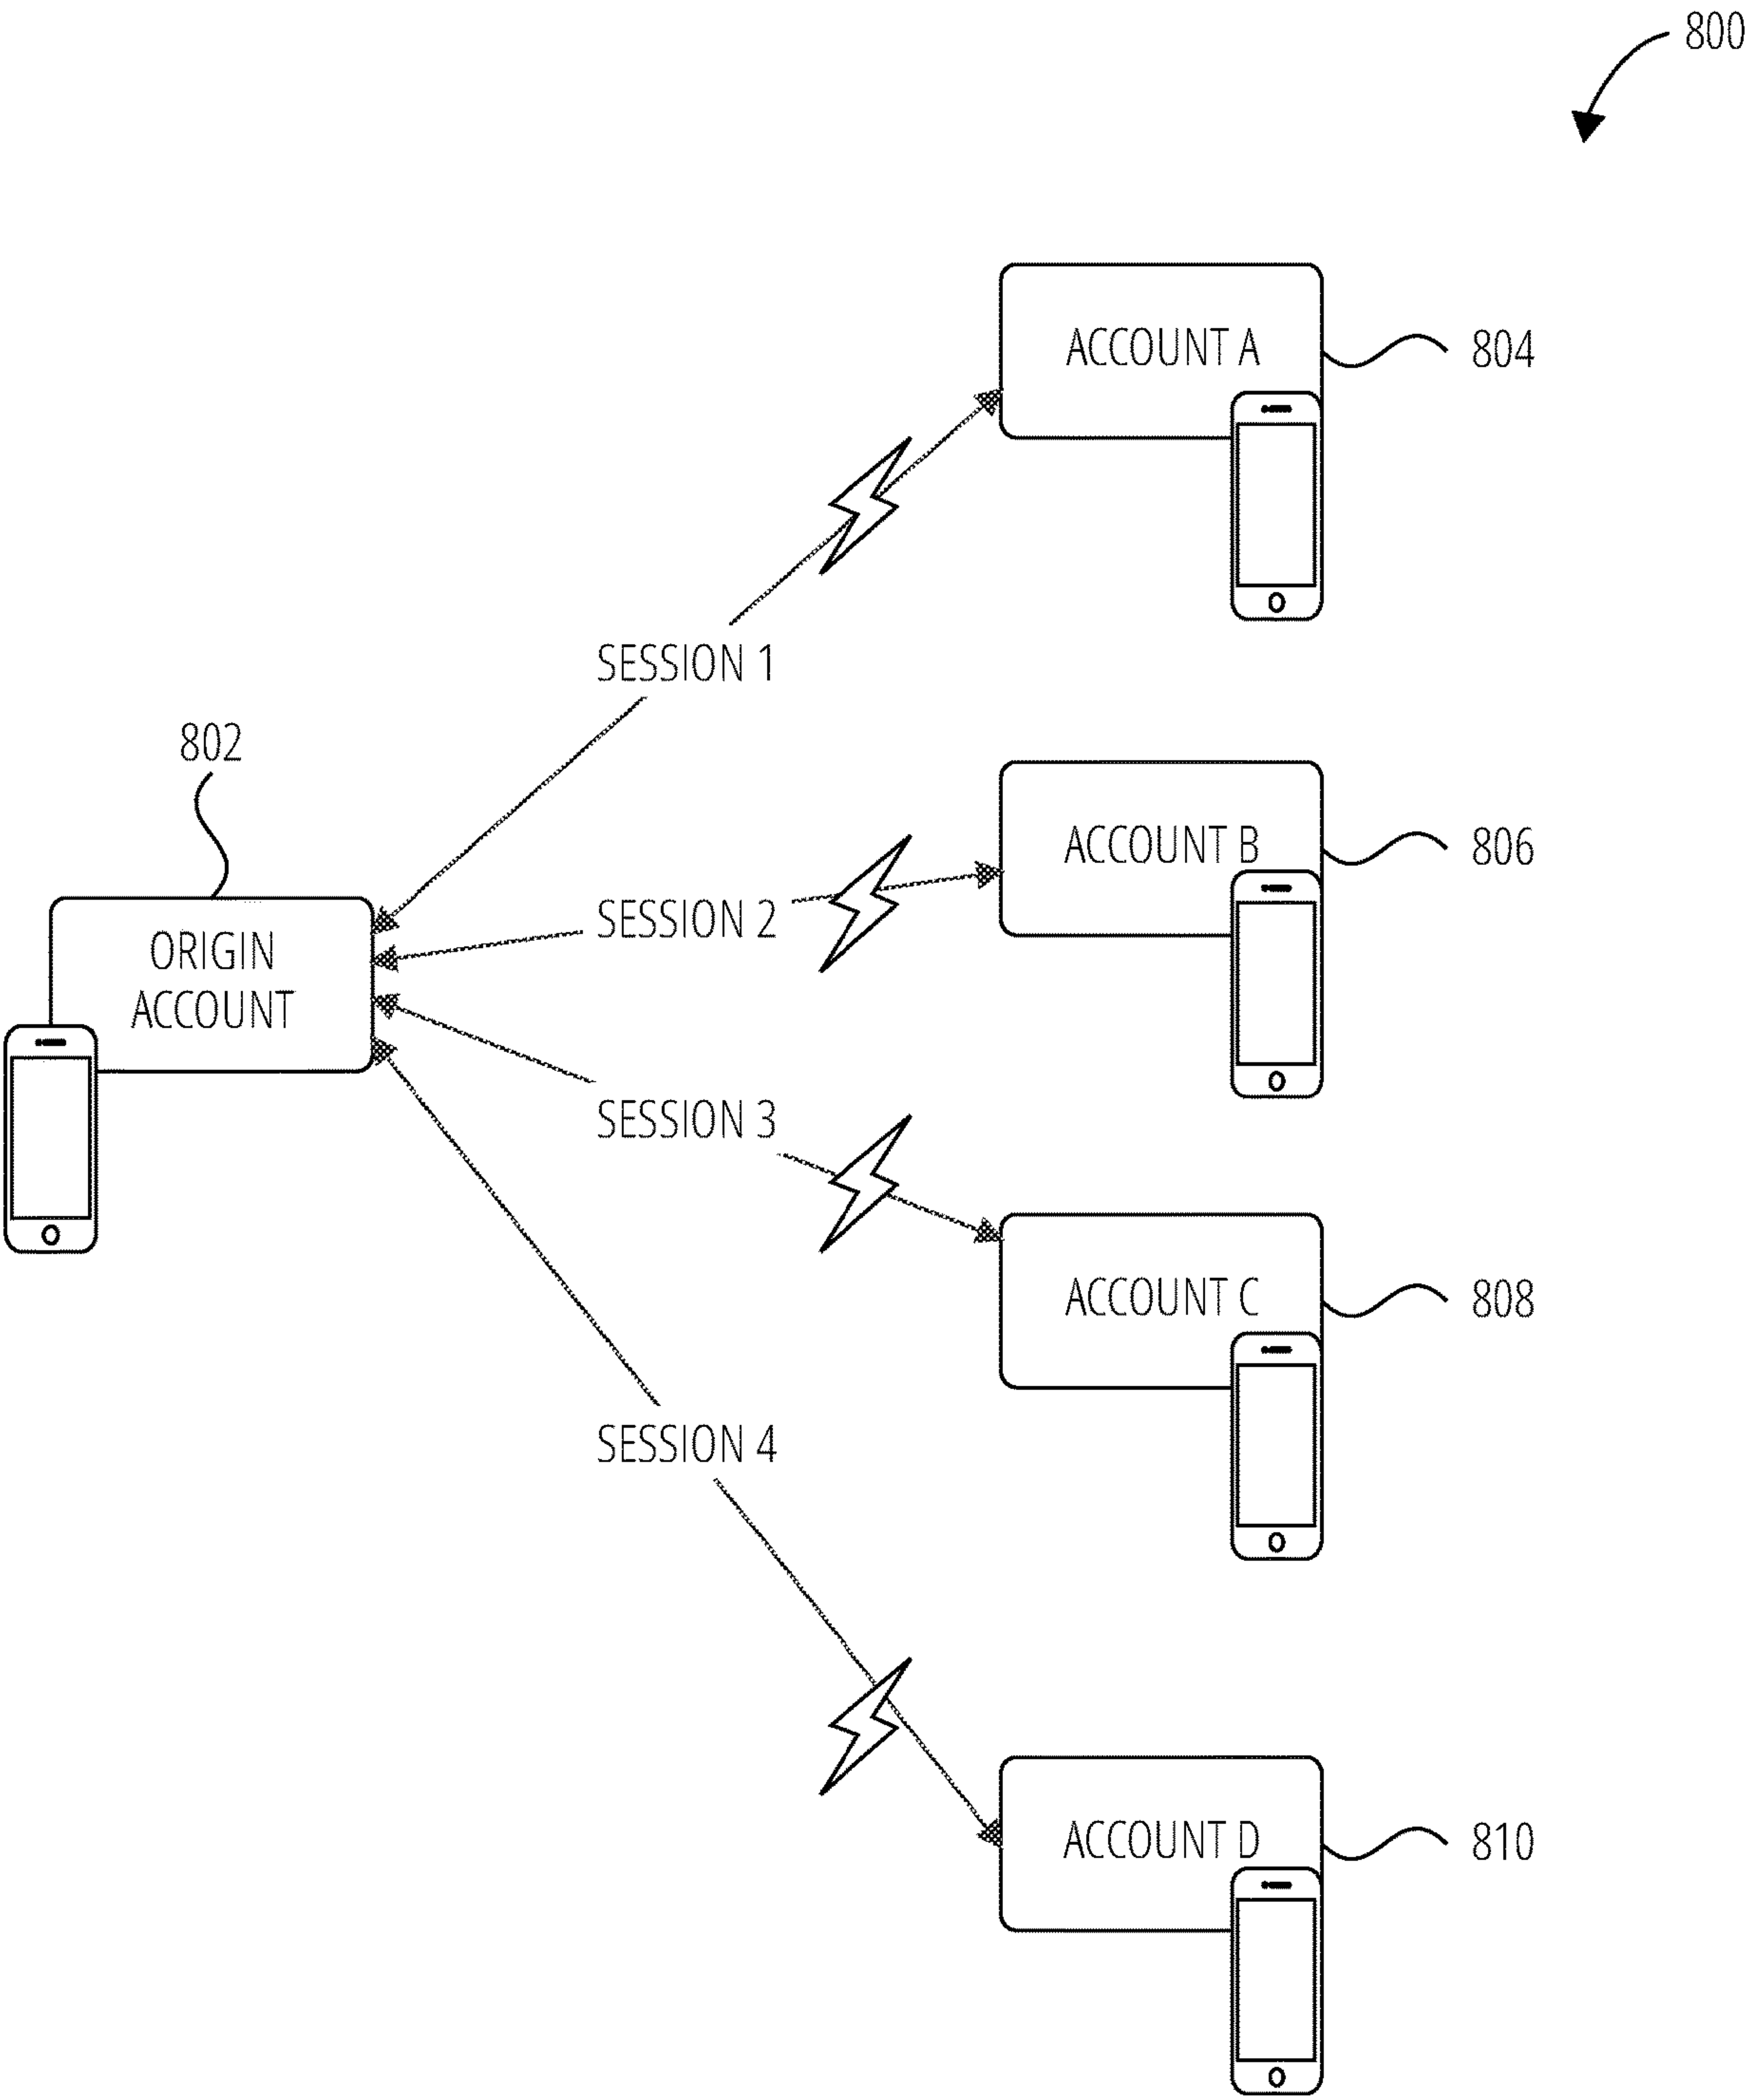 800
ACCOUNT A
804
SESSION 1
802
ACCOUNT B
806
SESSION 2
ORIGIN
ACCOUNT
SESSION 3
ACCOUNT C
808
SESSION 4
ACCOUNT D
810